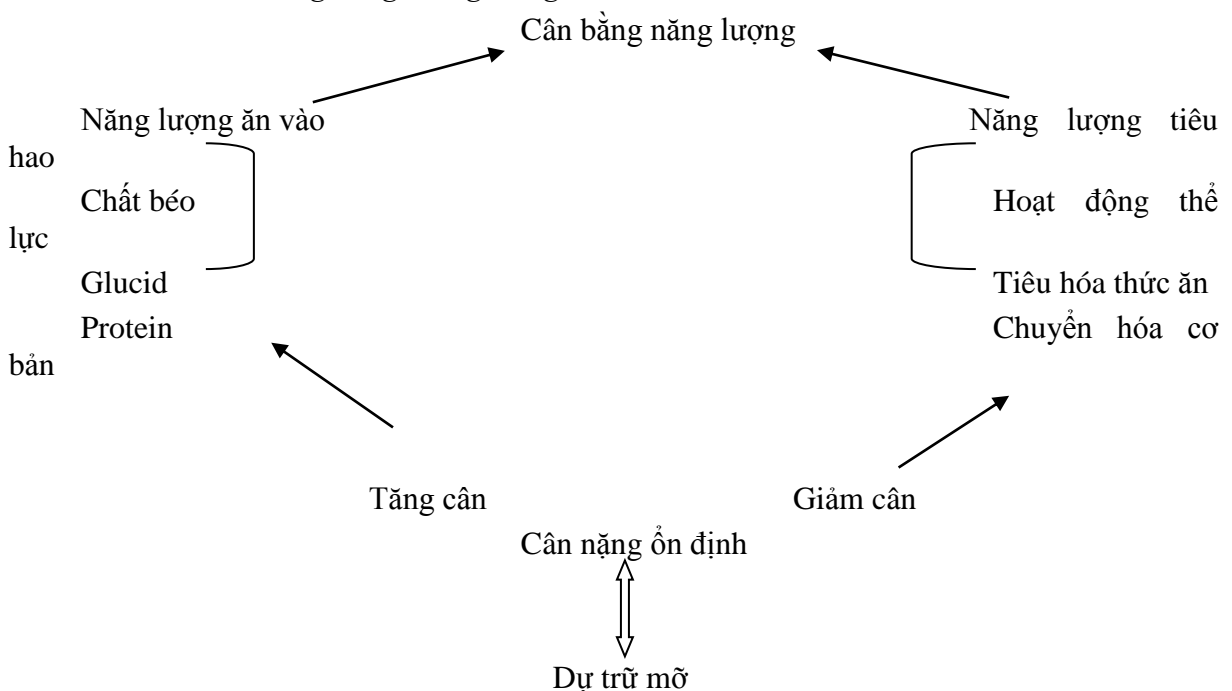 Cân bằng năng lượng
Năng lượng ăn vào Năng lượng tiêu
hao
Chất béo Hoạt động thể
lực
Glucid Tiêu hóa thức ăn
Protein Chuyển hóa cơ
bản
Tăng cân Giảm cân
Cân nặng ổn định
Dự trữ mỡ